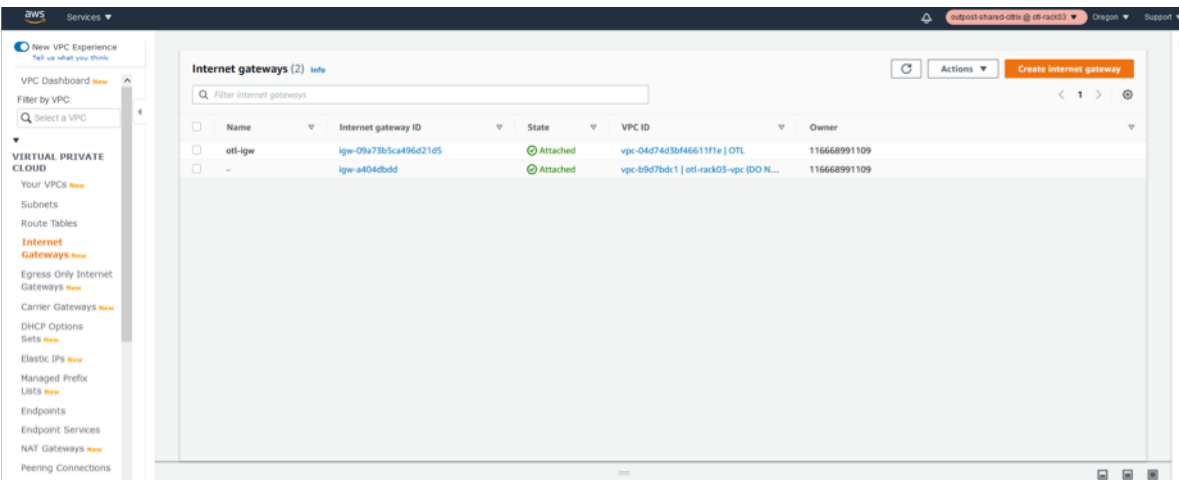 aws Services ▼ outpost-shared-citrix @ otl-rack03 ▼ Oregon ▼ Support
New VPC Experience
Tell us what you think
VPC Dashboard New
Filter by VPC:
Select a VPC
VIRTUAL PRIVATE
CLOUD
Your VPCs New
Subnets
Route Tables
Internet
Gateways New
Egress Only Internet
Gateways New
Carrier Gateways New
DHCP Options
Sets New
Elastic IPs New
Managed Prefix
Lists New
Endpoints
Endpoint Services
NAT Gateways New
Peering Connections
Internet gateways (2) Info Actions ▼ Create internet gateway
Filter internet gateways < 1 >
Name Internet gateway ID State VPC ID Owner
otl-igw igw-09a73b5ca496d21d5 Attached vpc-04d74d3bf46611f1e | OTL 116668991109
– igw-a404dbdd Attached vpc-b9d7bdc1 | otl-rack03-vpc (DO N... 116668991109